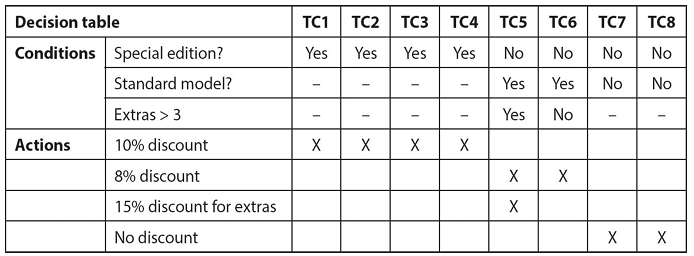 Decision table TC1 TC2 TC3 TC4 TC5 TC6 TC7 TC8
Conditions Special edition? Yes Yes Yes Yes No No No No
Standard model? – – – – Yes Yes No No
Extras > 3 – – – – Yes No – –
Actions 10% discount X X X X
8% discount X X
15% discount for extras X
No discount X X